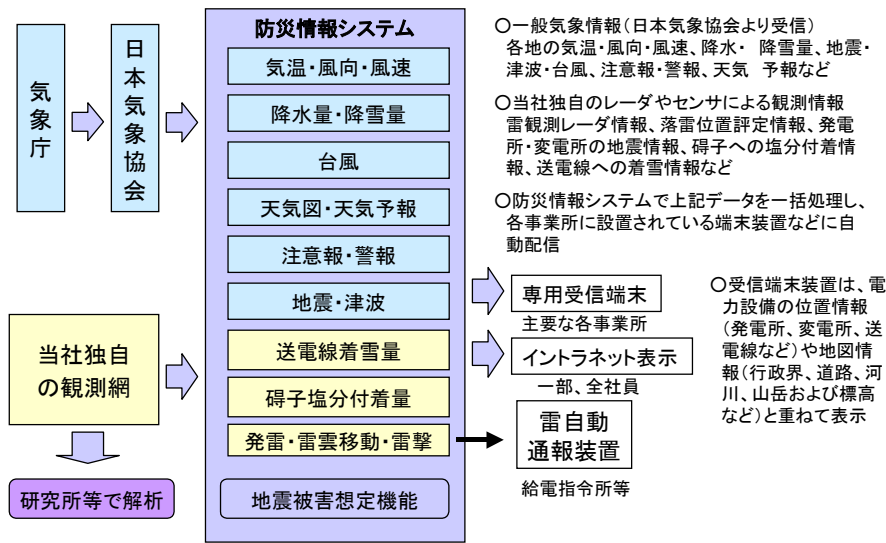 気象庁
日本気象協会
防災情報システム
気温・風向・風速
降水量・降雪量
台風
天気図・天気予報
注意報・警報
地震・津波
送電線着雪量
碍子塩分付着量
発雷・雷雲移動・雷撃
地震被害想定機能
当社独自
の観測網
研究所等で解析
〇一般気象情報(日本気象協会より受信)
各地の気温・風向・風速、降水・ 降雪量、地震・
津波・台風、注意報・警報、天気 予報など
〇当社独自のレーダやセンサによる観測情報
雷観測レーダ情報、落雷位置評定情報、発電
所・変電所の地震情報、碍子への塩分付着情
報、送電線への着雪情報など
〇防災情報システムで上記データを一括処理し、
各事業所に設置されている端末装置などに自
動配信
専用受信端末
主要な各事業所
イントラネット表示
一部、全社員
雷自動
通報装置
給電指令所等
〇受信端末装置は、電
力設備の位置情報
(発電所、変電所、送
電線など)や地図情
報(行政界、道路、河
川、山岳および標高
など)と重ねて表示